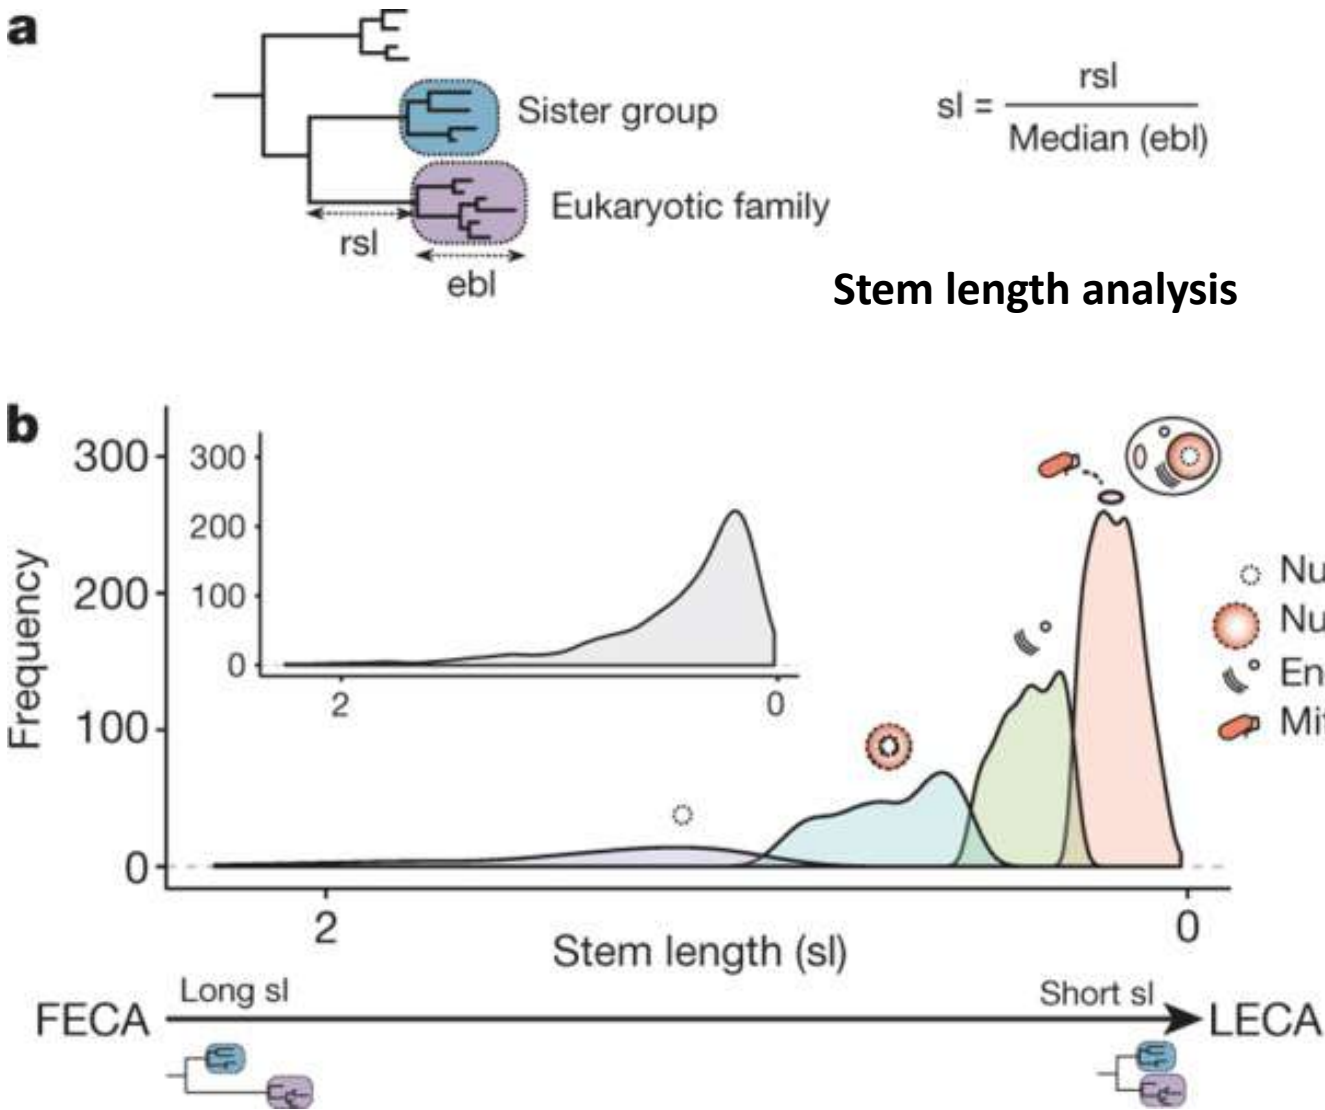 a
Sister group
Eukaryotic family
rsl
ebl
sl = rsl
Median (ebl)
Stem length analysis
b
Frequency
300
200
100
0
300
200
100
0
2
0
Nu
Nu
En
Mit
2
0
Stem length (sl)
Long sl
Short sl
FECA
LECA